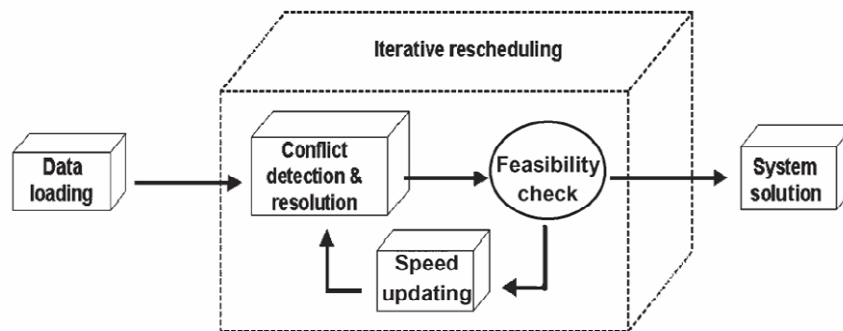 Iterative rescheduling
Data
loading
Conflict
detection &
resolution
Feasibility
check
System
solution
Speed
updating